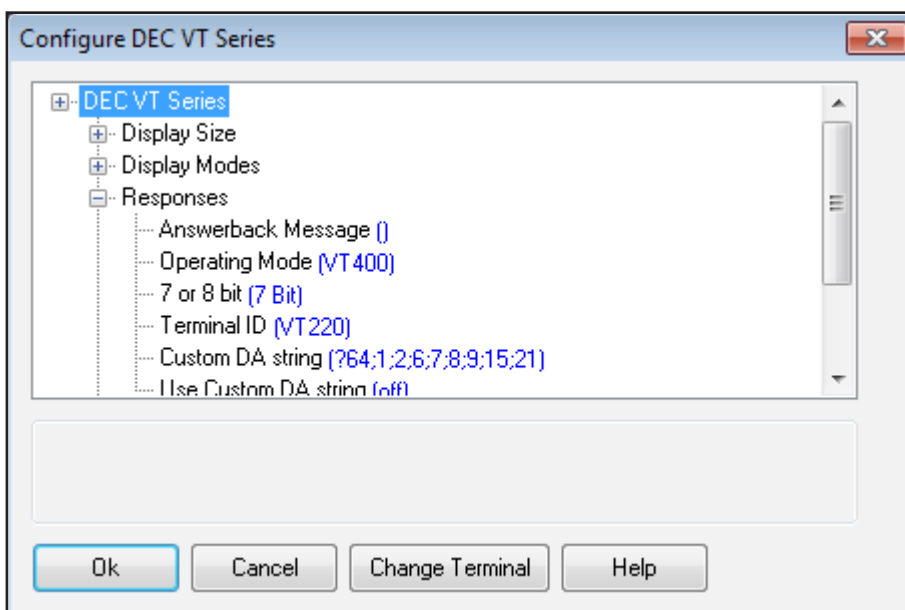 Configure DEC VT Series
DEC VT Series
Display Size
Display Modes
Responses
Answerback Message ()
Operating Mode (VT400)
7 or 8 bit (7 Bit)
Terminal ID (VT220)
Custom DA string (?64;1;2;6;7;8;9;15;21)
Use Custom DA string (off)
Ok Cancel Change Terminal Help